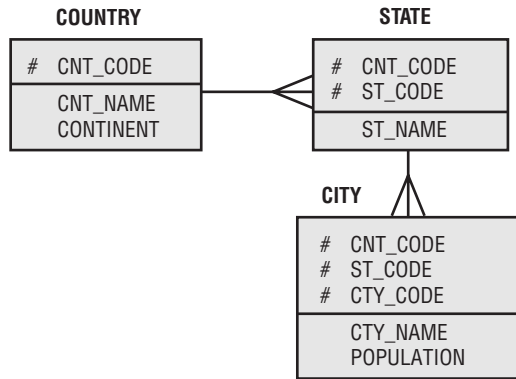 COUNTRY
# CNT_CODE
CNT_NAME
CONTINENT
STATE
# CNT_CODE
# ST_CODE
ST_NAME
CITY
# CNT_CODE
# ST_CODE
# CTY_CODE
CTY_NAME
POPULATION